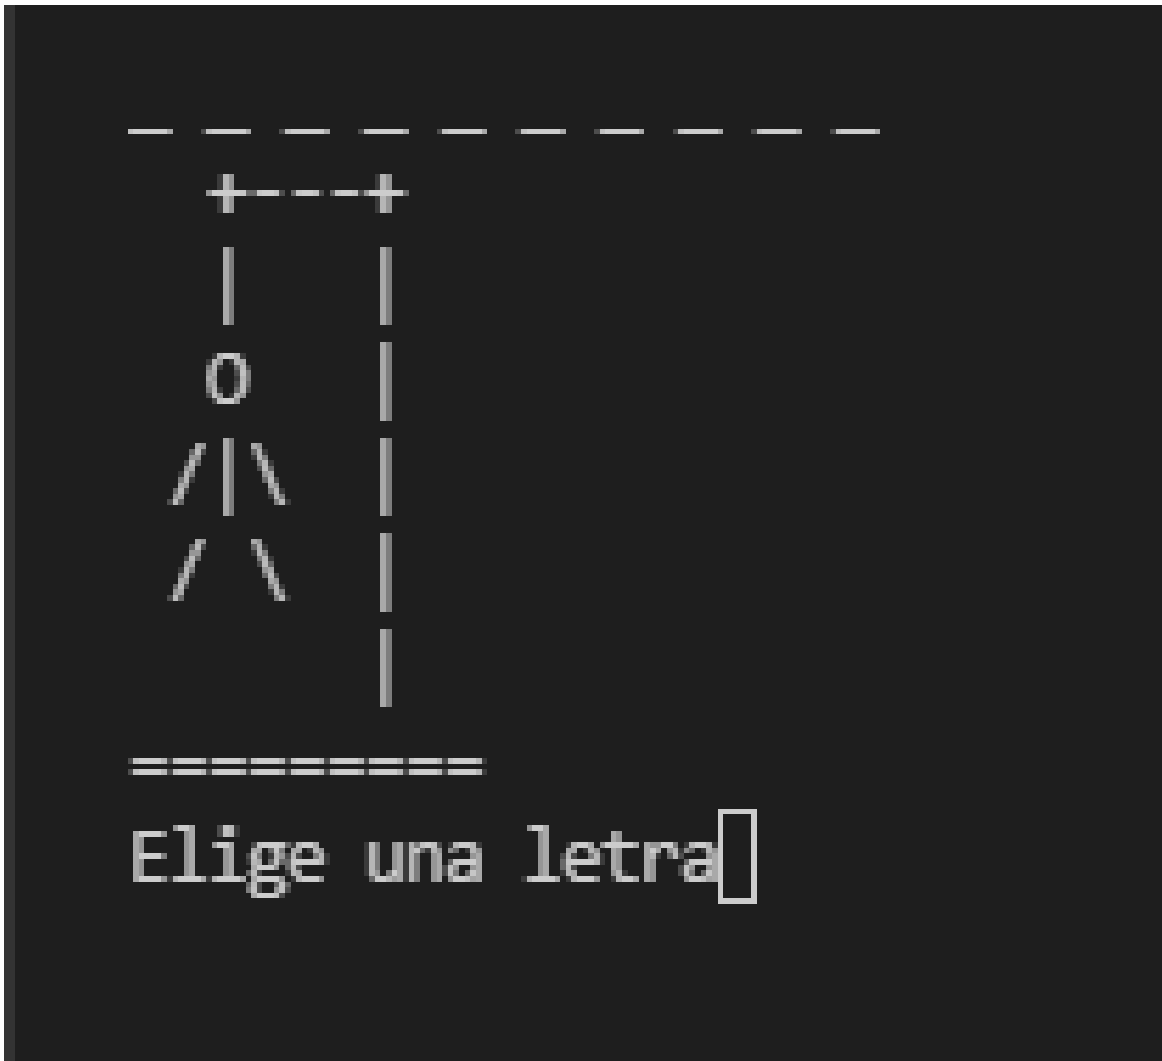 _ _ _ _ _ _ _ _ _ _
  +---+
  |   |
  O   |
 /|\  |
 / \  |
      |
=========
Elige una letra